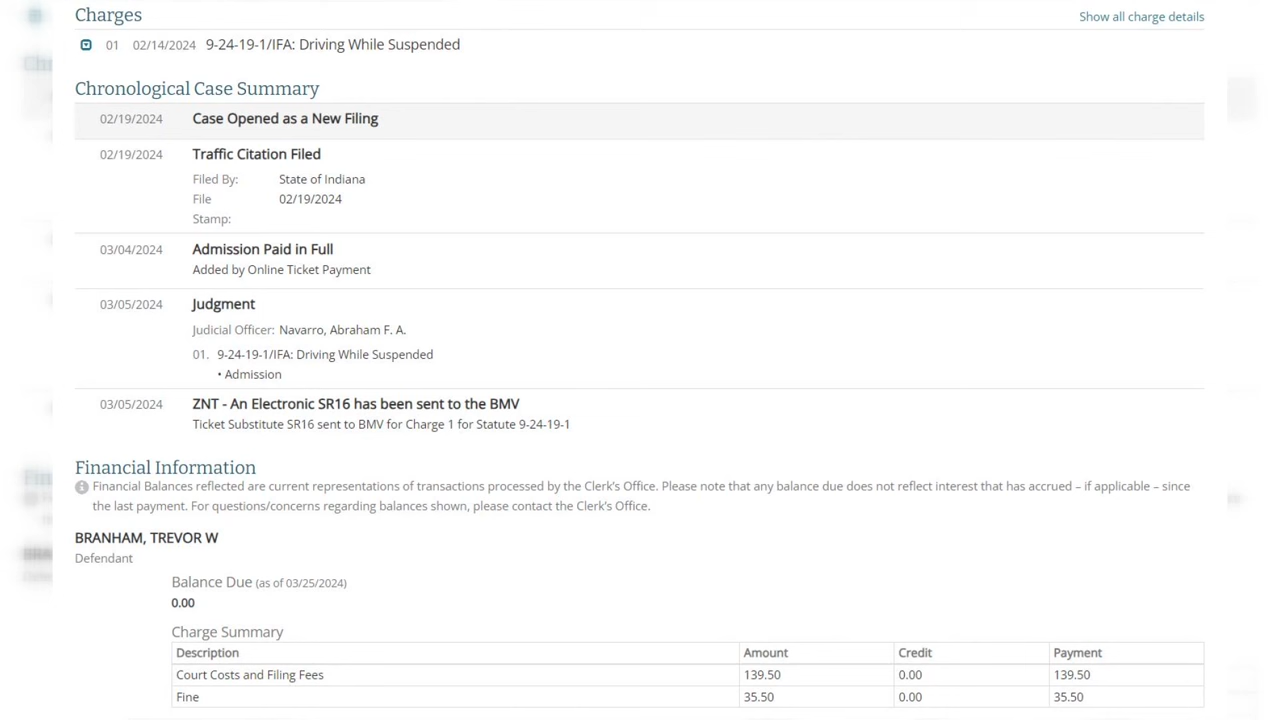 Charges
Show all charge details
01 02/14/2024 9-24-19-1/IFA: Driving While Suspended
Chronological Case Summary
02/19/2024 Case Opened as a New Filing
02/19/2024 Traffic Citation Filed
Filed By: State of Indiana
File 02/19/2024
Stamp:
03/04/2024 Admission Paid in Full
Added by Online Ticket Payment
03/05/2024 Judgment
Judicial Officer: Navarro, Abraham F. A.
01. 9-24-19-1/IFA: Driving While Suspended
• Admission
03/05/2024 ZNT - An Electronic SR16 has been sent to the BMV
Ticket Substitute SR16 sent to BMV for Charge 1 for Statute 9-24-19-1
Financial Information
Financial Balances reflected are current representations of transactions processed by the Clerk's Office. Please note that any balance due does not reflect interest that has accrued – if applicable – since
the last payment. For questions/concerns regarding balances shown, please contact the Clerk's Office.
BRANHAM, TREVOR W
Defendant
Balance Due (as of 03/25/2024)
0.00
Charge Summary
Description Amount Credit Payment
Court Costs and Filing Fees 139.50 0.00 139.50
Fine 35.50 0.00 35.50